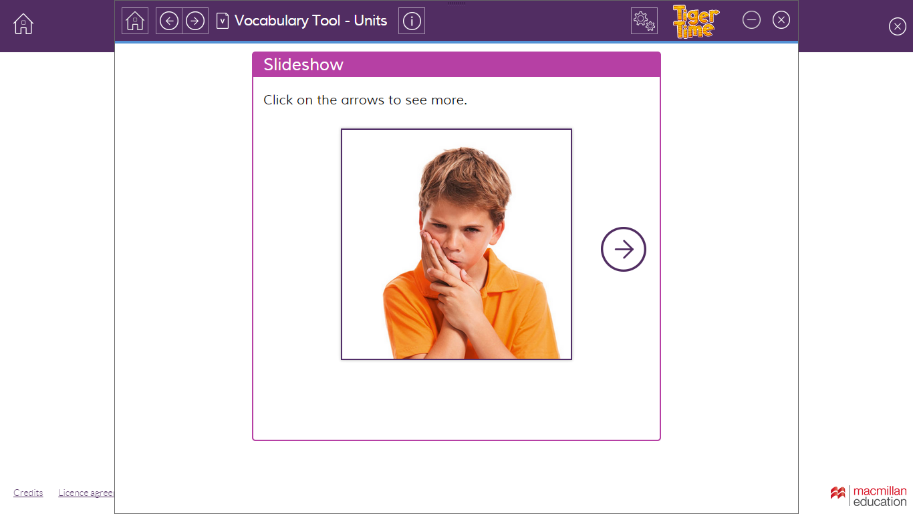 Vocabulary Tool - Units
Tiger
Time
Slideshow
Click on the arrows to see more.
Credits
Licence agree
macmillan
education